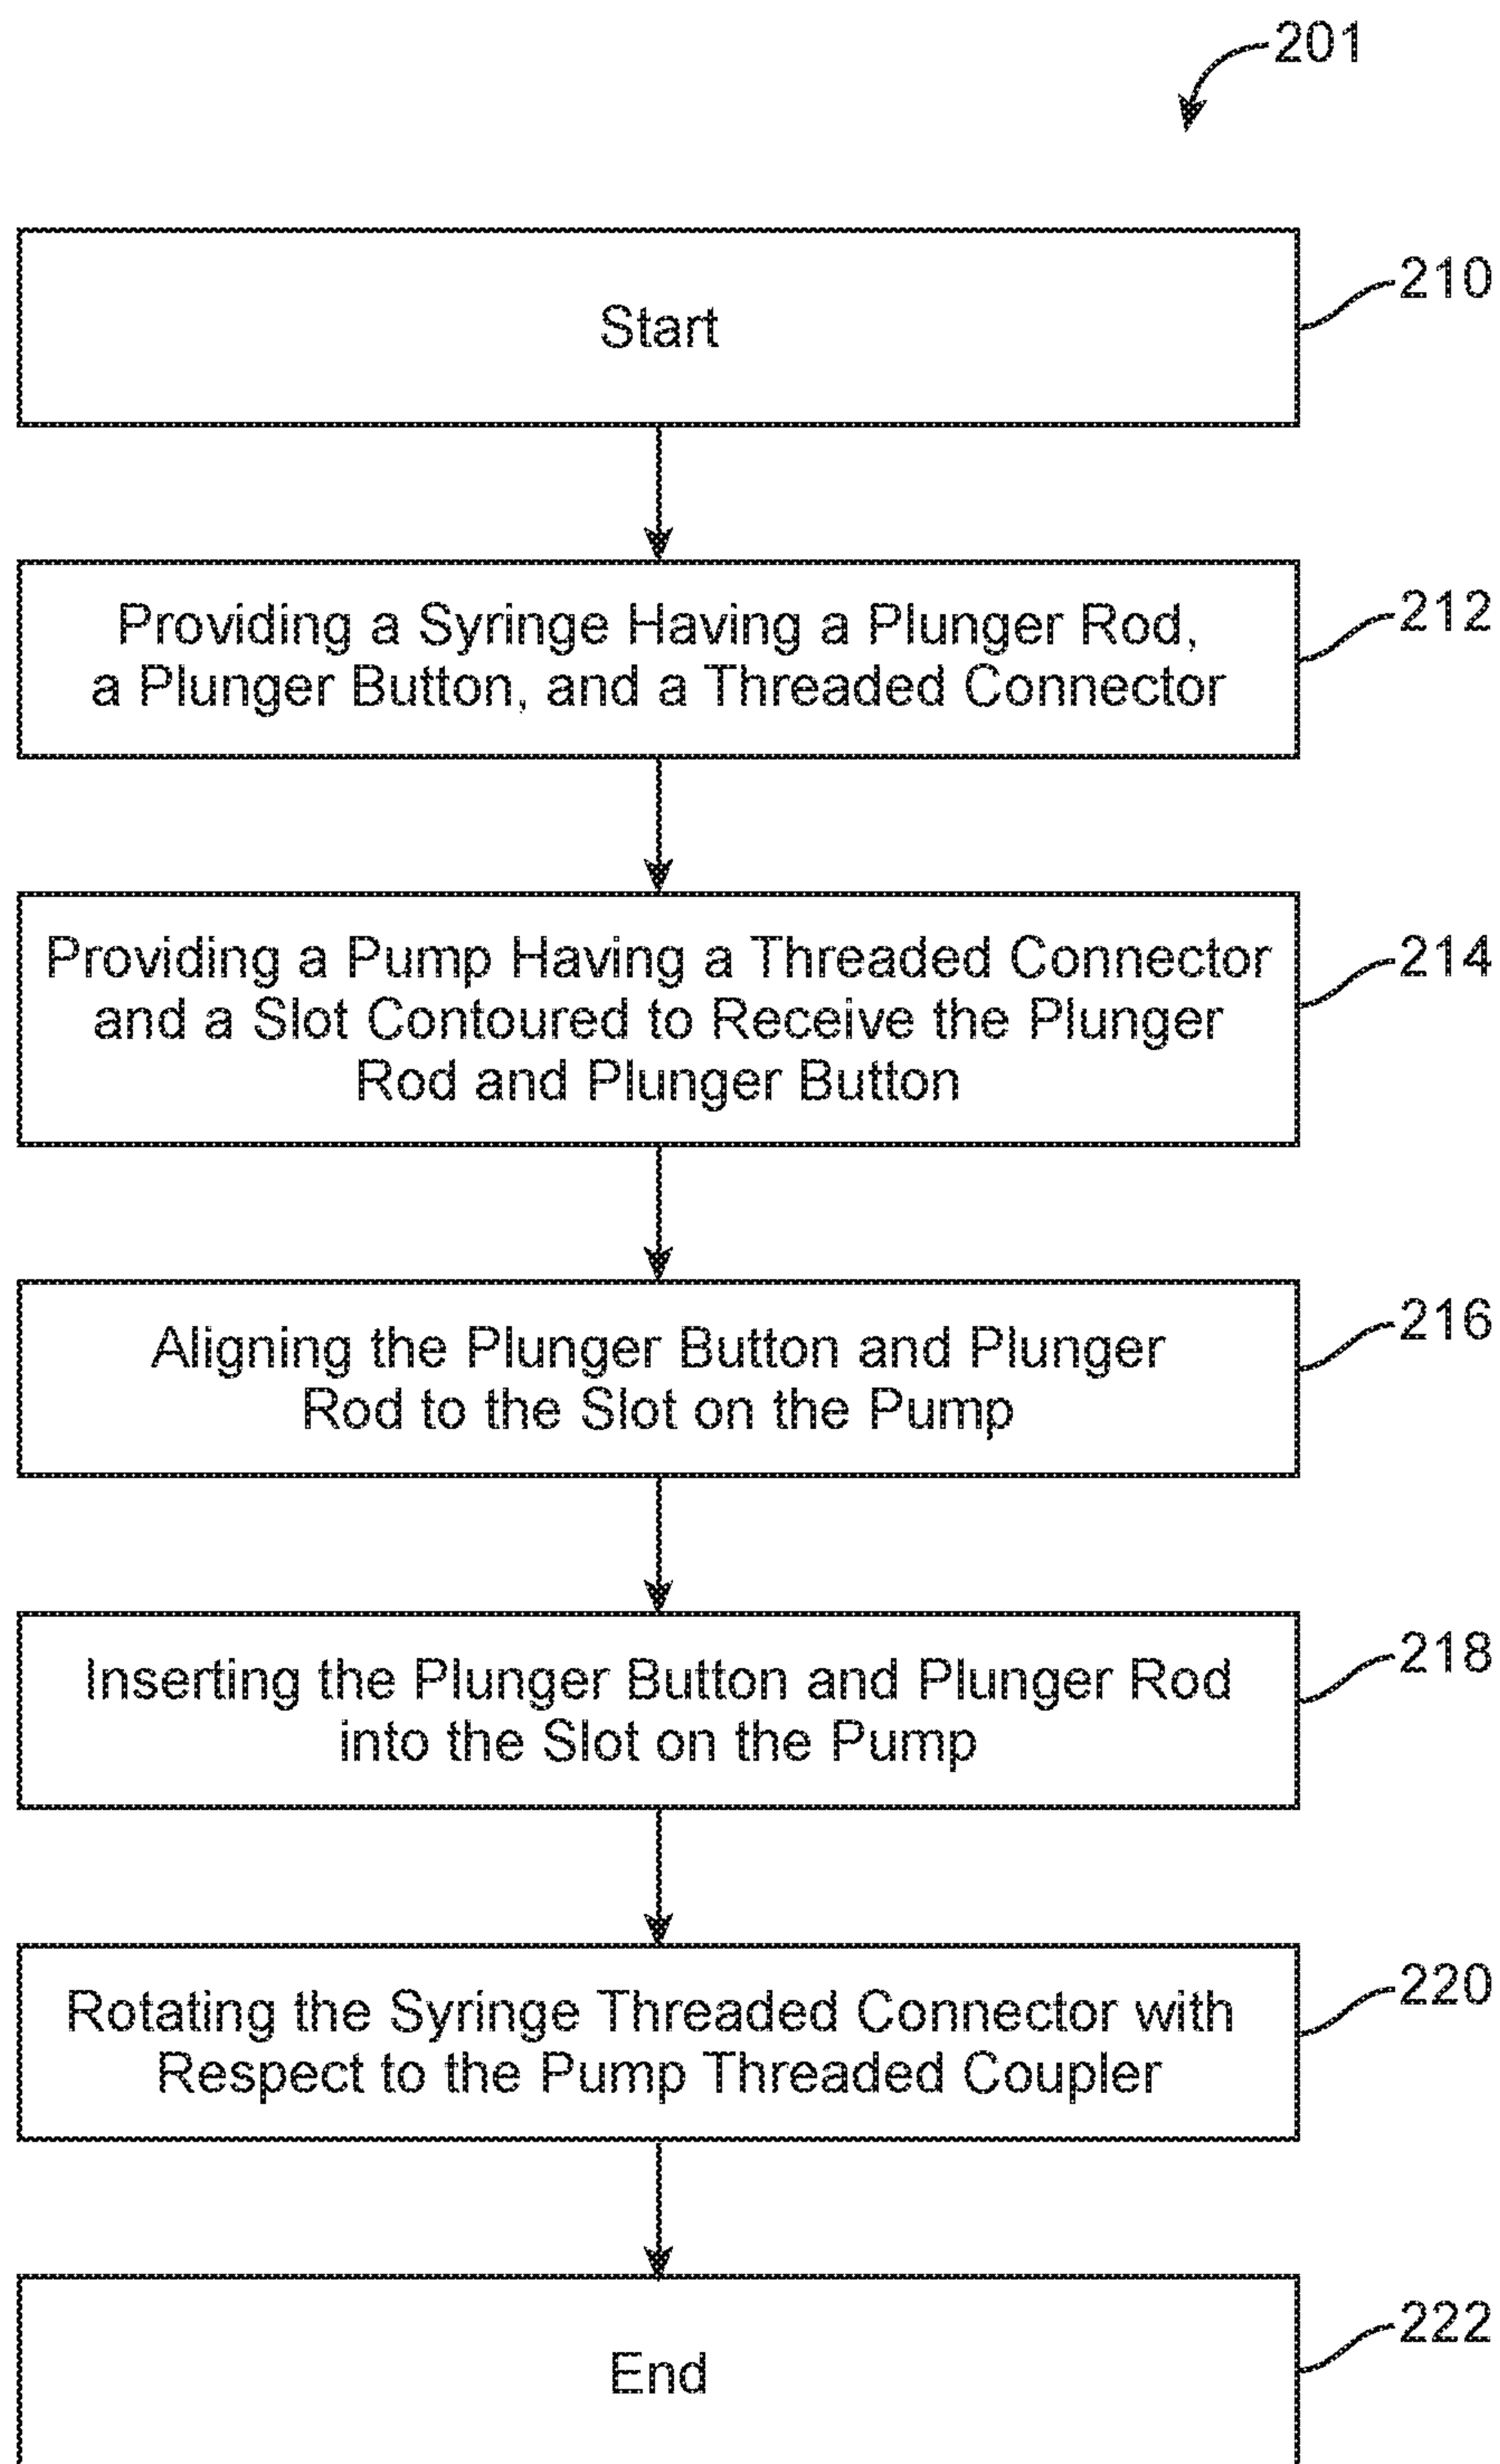 201
Start
210
Providing a Syringe Having a Plunger Rod,
a Plunger Button, and a Threaded Connector
212
Providing a Pump Having a Threaded Connector
and a Slot Contoured to Receive the Plunger
Rod and Plunger Button
214
Aligning the Plunger Button and Plunger
Rod to the Slot on the Pump
216
Inserting the Plunger Button and Plunger Rod
into the Slot on the Pump
218
Rotating the Syringe Threaded Connector with
Respect to the Pump Threaded Coupler
220
End
222